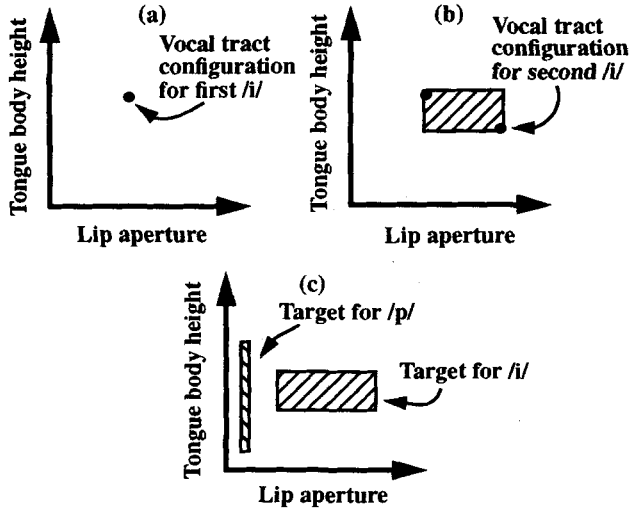 (a)
Vocal tract
configuration
for first /i/
Tongue body height
Lip aperture
(b)
Vocal tract
configuration
for second /i/
Tongue body height
Lip aperture
(c)
Target for /p/
Target for /i/
Tongue body height
Lip aperture